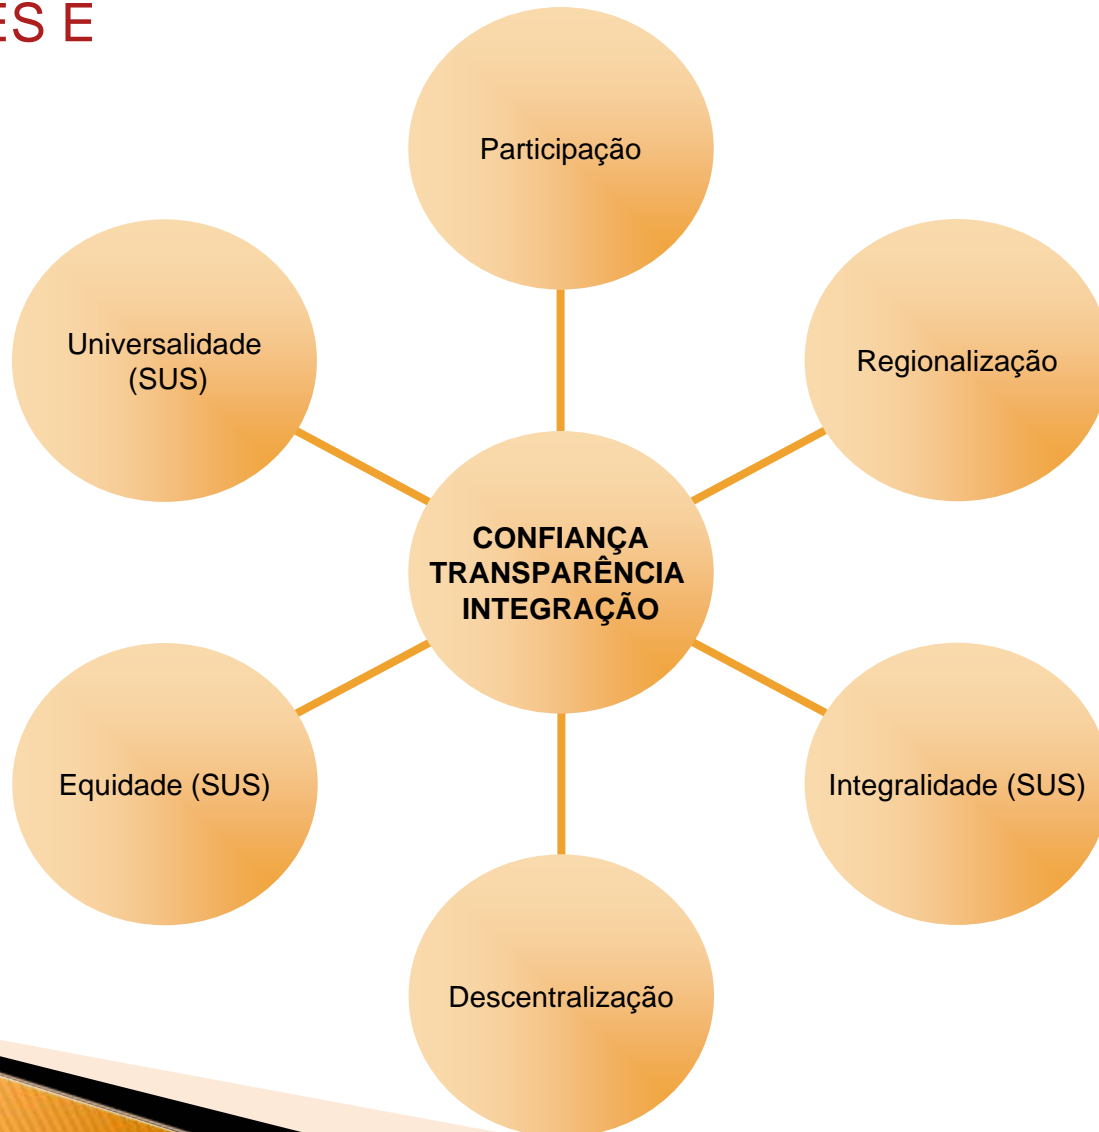 ES E
Participação
Universalidade
(SUS)
Regionalização
CONFIANÇA
TRANSPARÊNCIA
INTEGRAÇÃO
Equidade (SUS)
Integralidade (SUS)
Descentralização